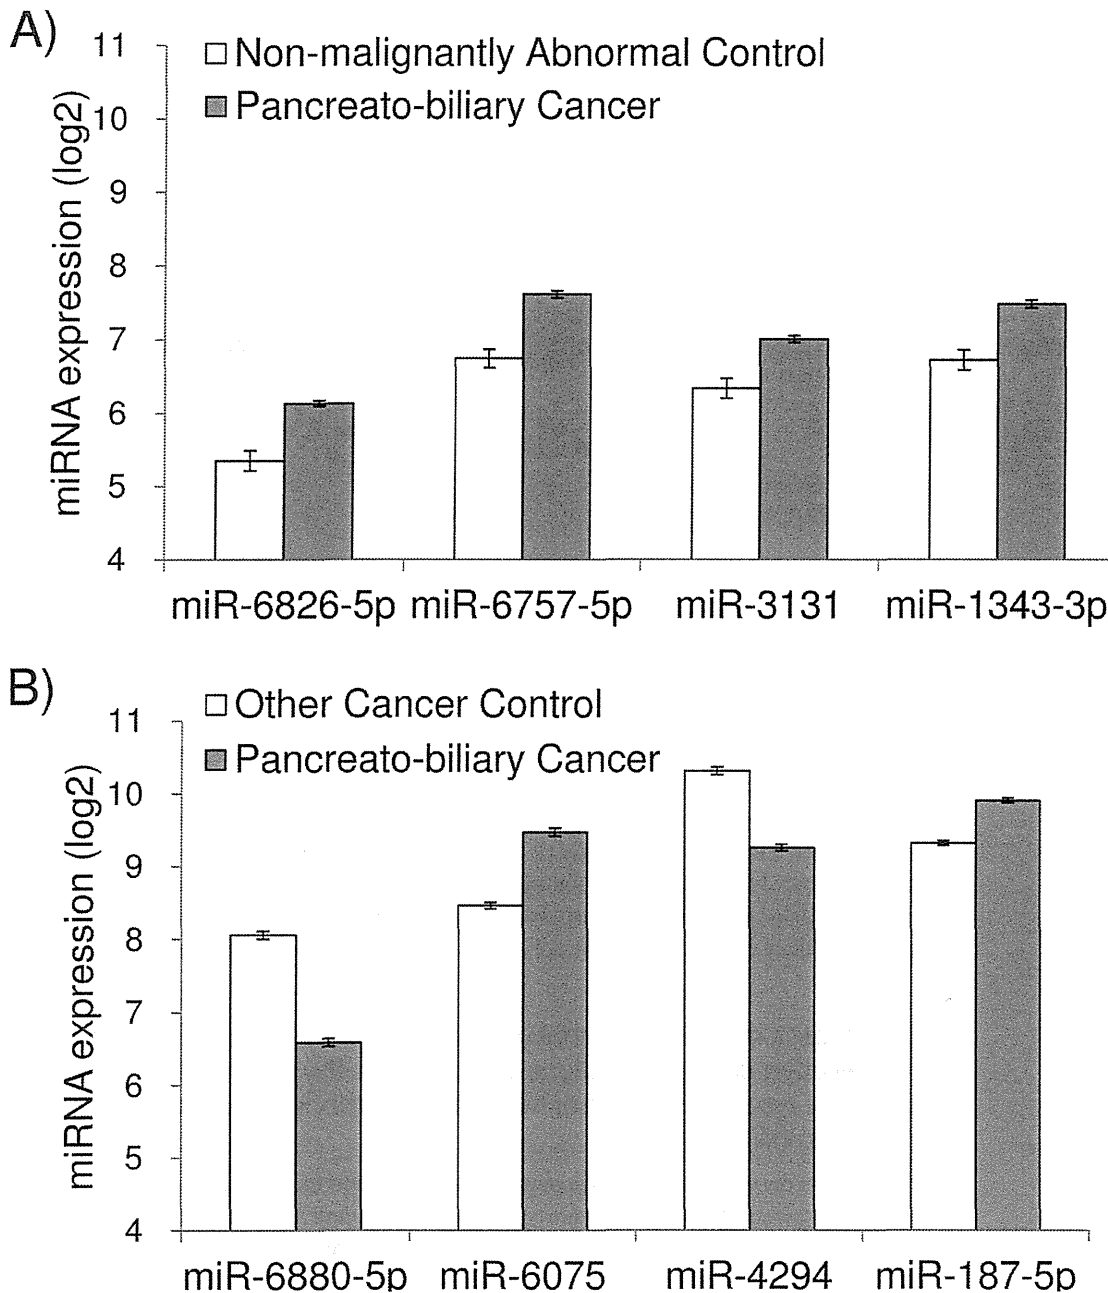 A)
miRNA expression (log2)
11
10
9
8
7
6
5
4
Non-malignantly Abnormal Control
Pancreato-biliary Cancer
miR-6826-5p miR-6757-5p miR-3131 miR-1343-3p
B)
miRNA expression (log2)
11
10
9
8
7
6
5
4
Other Cancer Control
Pancreato-biliary Cancer
miR-6880-5p miR-6075 miR-4294 miR-187-5p